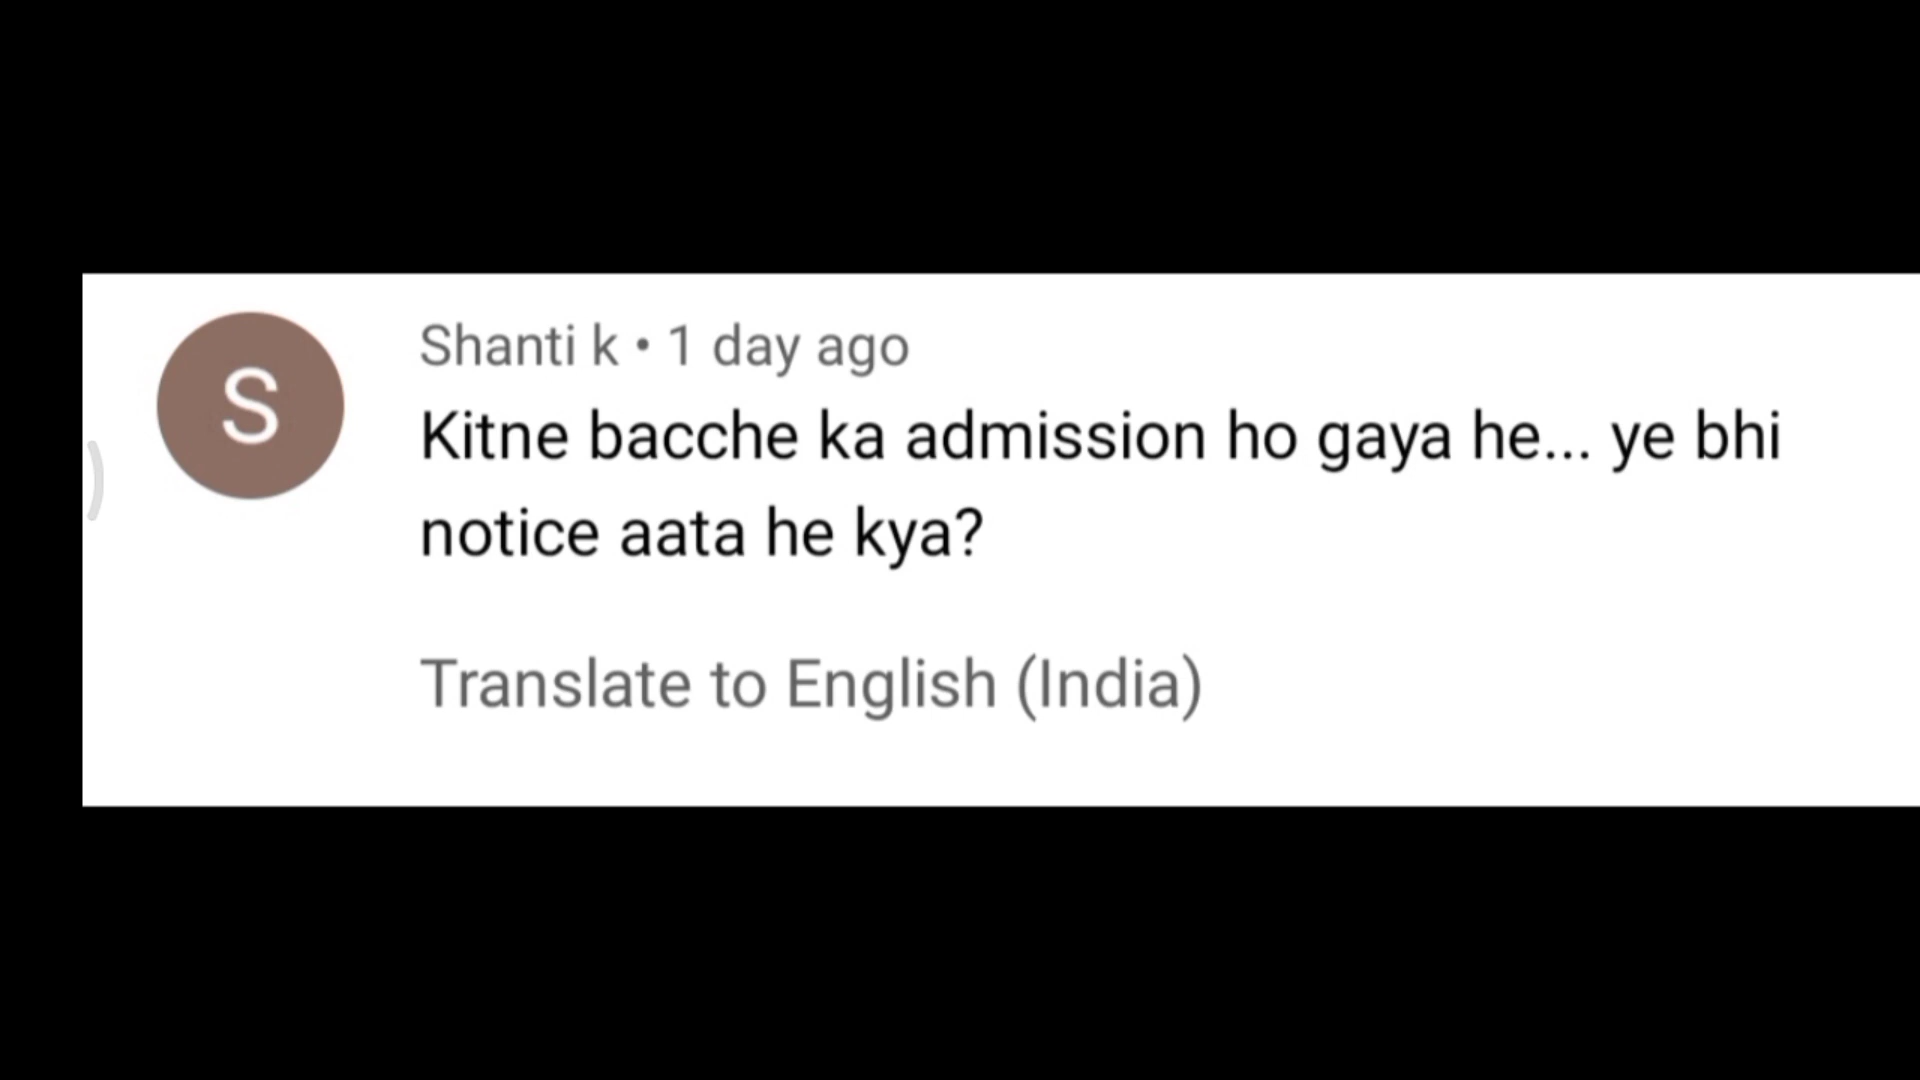 S
Shanti k • 1 day ago
Kitne bacche ka admission ho gaya he... ye bhi
notice aata he kya?
Translate to English (India)